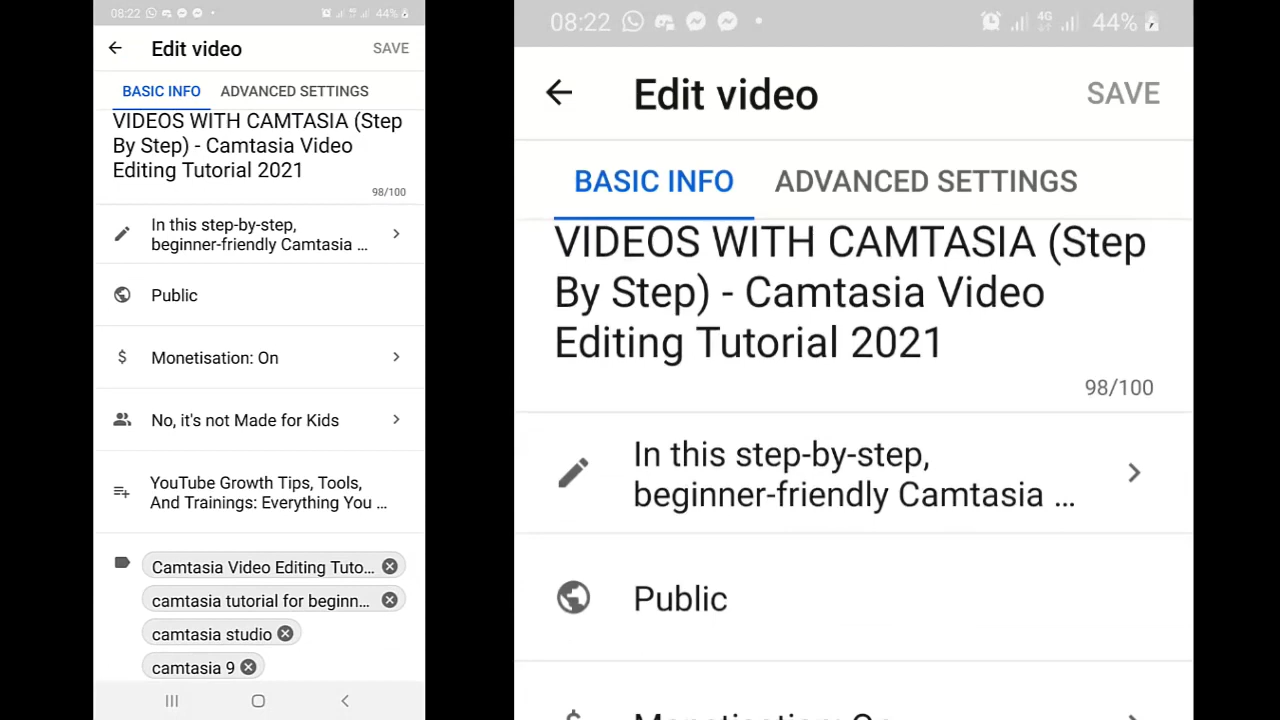 08:22
44%
Edit video
SAVE
BASIC INFO
ADVANCED SETTINGS
VIDEOS WITH CAMTASIA (Step
By Step) - Camtasia Video
Editing Tutorial 2021
98/100
In this step-by-step,
beginner-friendly Camtasia ...
Public
Monetisation: On
No, it's not Made for Kids
YouTube Growth Tips, Tools,
And Trainings: Everything You ...
Camtasia Video Editing Tuto...
camtasia tutorial for beginn...
camtasia studio
camtasia 9
08:22
4G
44%
Edit video
SAVE
BASIC INFO
ADVANCED SETTINGS
VIDEOS WITH CAMTASIA (Step
By Step) - Camtasia Video
Editing Tutorial 2021
98/100
In this step-by-step,
beginner-friendly Camtasia ...
Public
Monetisation: On